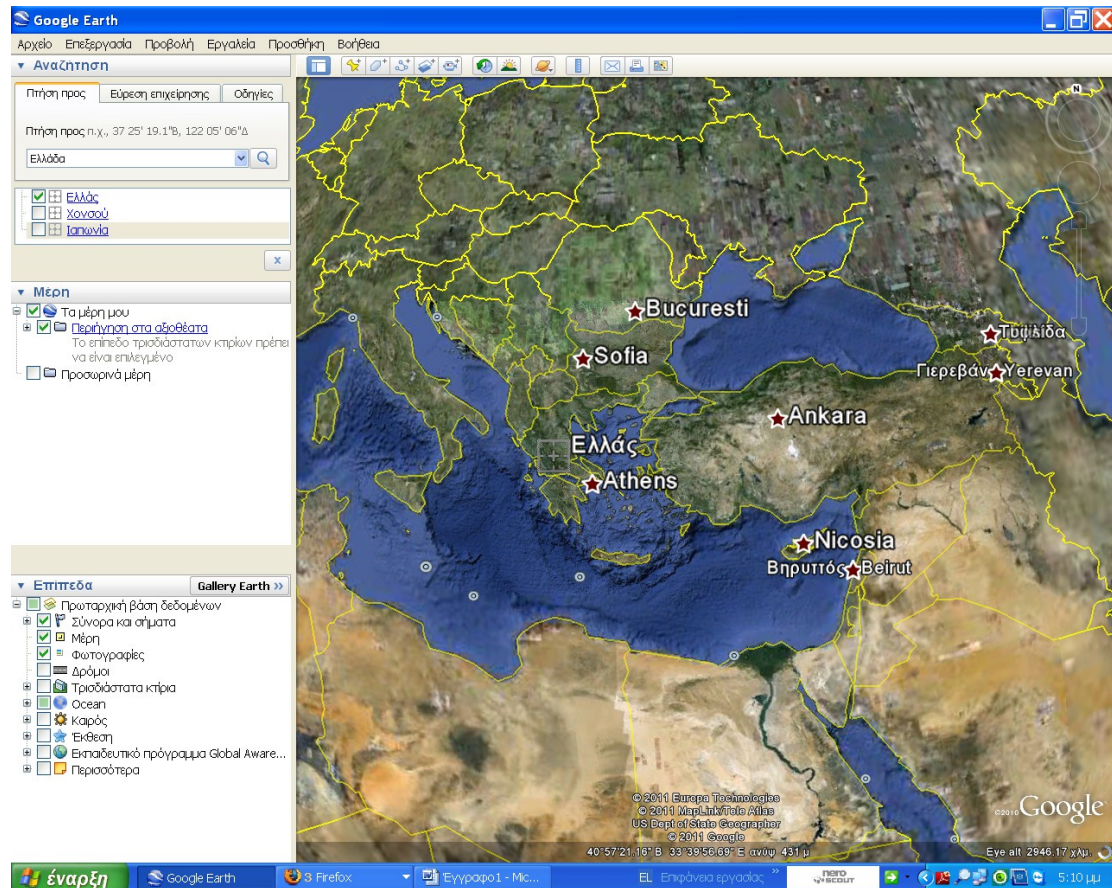 Google Earth
Αρχείο Επεξεργασία Προβολή Εργαλεία Προσθήκη Βοήθεια
Αναζήτηση
Πτήση προς Εύρεση επιχείρησης Οδηγίες
Πτήση προς π.χ., 37 25' 19.1"Β, 122 05' 06"Δ
Ελλάδα
Ελλάς
Χονσού
Ιαπωνία
Μέρη
Τα μέρη μου
Περιήγηση στα αξιοθέατα
Το επίπεδο τρισδιάστατων κτιρίων πρέπει
να είναι επιλεγμένο
Προσωρινά μέρη
Επίπεδα Gallery Earth »
Πρωταρχική βάση δεδομένων
Σύνορα και σήματα
Μέρη
Φωτογραφίες
Δρόμοι
Τρισδιάστατα κτίρια
Ocean
Καιρός
Έκθεση
Εκπαιδευτικό πρόγραμμα Global Aware...
Περισσότερα
N
Bucuresti
Τυφλίδα
Sofia
Γιερεβάν Yerevan
Ankara
Ελλάς
Athens
Nicosia
Βηρυττός Beirut
© 2011 Europa Technologies
© 2011 MapLink/Tele Atlas
US Dept of State Geographer
© 2011 Google
©2010 Google
40°57'21.16" Β 33°39'56.69" Ε ανύψ 431 μ
Eye alt 2946.17 χλμ.
έναρξη Google Earth 3 Firefox Έγγραφο1 - Mic... EL Επιφάνεια εργασίας » nero SCOUT 5:10 μμ